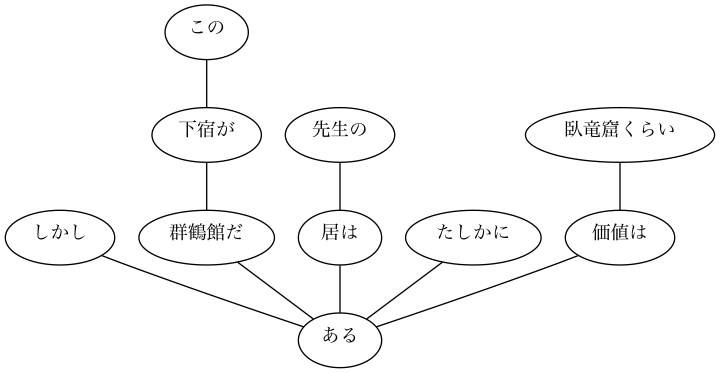 この
下宿が
先生の
臥竜窟くらい
しかし
群鶴館だ
居は
たしかに
価値は
ある